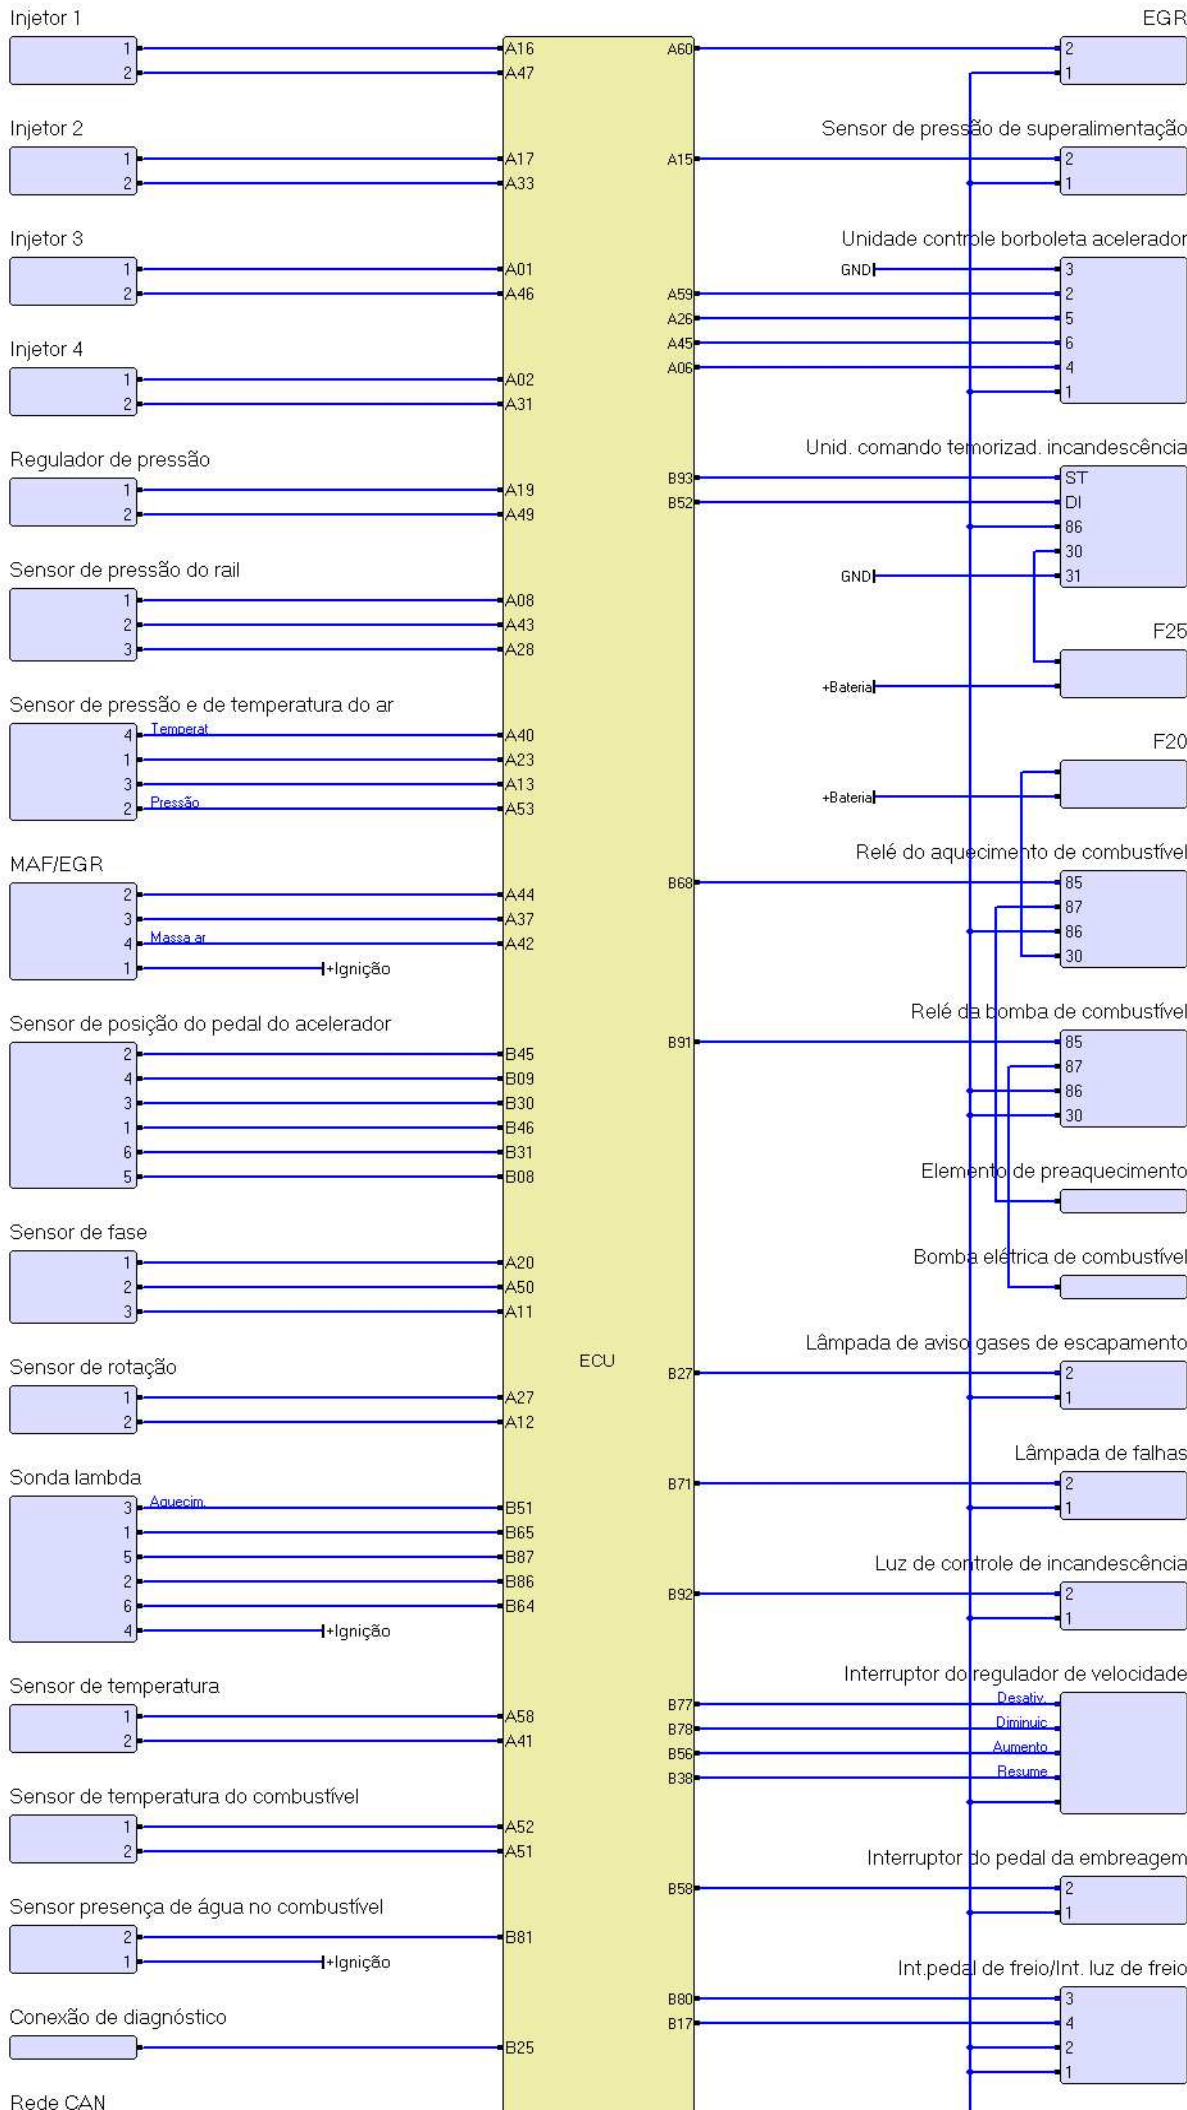 Injetor 1
1 A16
2 A47
Injetor 2
1 A17
2 A33
Injetor 3
1 A01
2 A46
Injetor 4
1 A02
2 A31
Regulador de pressão
1 A19
2 A49
Sensor de pressão do rail
1 A08
2 A43
3 A28
Sensor de pressão e de temperatura do ar
4 Temperat A40
1 A23
3 A13
2 Pressão A53
MAF/EGR
2 A44
3 A37
4 Massa ar A42
1 +Ignição
Sensor de posição do pedal do acelerador
2 B45
4 B09
3 B30
1 B46
6 B31
5 B08
Sensor de fase
1 A20
2 A50
3 A11
Sensor de rotação
1 A27
2 A12
Sonda lambda
3 Aquecim. B51
1 B65
5 B87
2 B86
6 B64
4 +Ignição
Sensor de temperatura
1 A58
2 A41
Sensor de temperatura do combustível
1 A52
2 A51
Sensor presença de água no combustível
2 B81
1 +Ignição
Conexão de diagnóstico
B25
Rede CAN
ECU
EGR
A60 2
1
Sensor de pressão de superalimentação
A15 2
1
Unidade controle borboleta acelerador
GND 3
A59 2
A26 5
A45 6
A06 4
1
Unid. comando temorizad. incandescência
B93 ST
B52 DI
86
30
GND 31
F25
+Bateria
F20
+Bateria
Relé do aquecimento de combustível
B68 85
87
86
30
Relé da bomba de combustível
B91 85
87
86
30
Elemento de preaquecimento
Bomba elétrica de combustível
Lâmpada de aviso gases de escapamento
B27 2
1
Lâmpada de falhas
B71 2
1
Luz de controle de incandescência
B92 2
1
Interruptor do regulador de velocidade
B77 Desativ.
B78 Diminuic
B56 Aumento
B38 Resume
Interruptor do pedal da embreagem
B58 2
1
Int.pedal de freio/Int. luz de freio
B80 3
B17 4
2
1